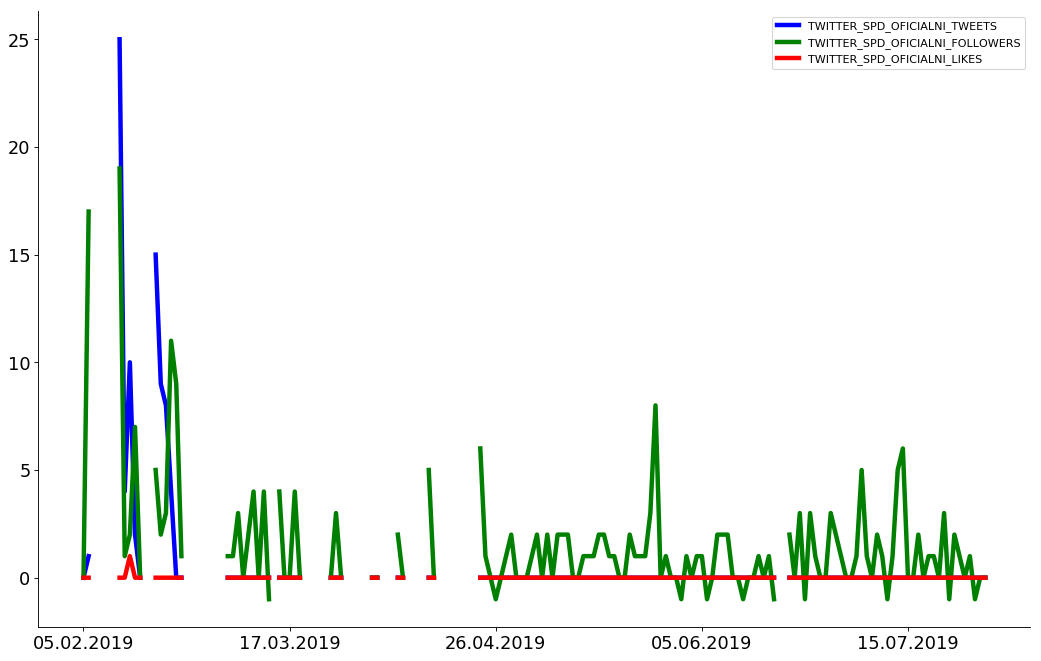 TWITTER_SPD_OFICIALNI_TWEETS
TWITTER_SPD_OFICIALNI_FOLLOWERS
TWITTER_SPD_OFICIALNI_LIKES
25
20
15
10
5
0
05.02.2019 17.03.2019 26.04.2019 05.06.2019 15.07.2019